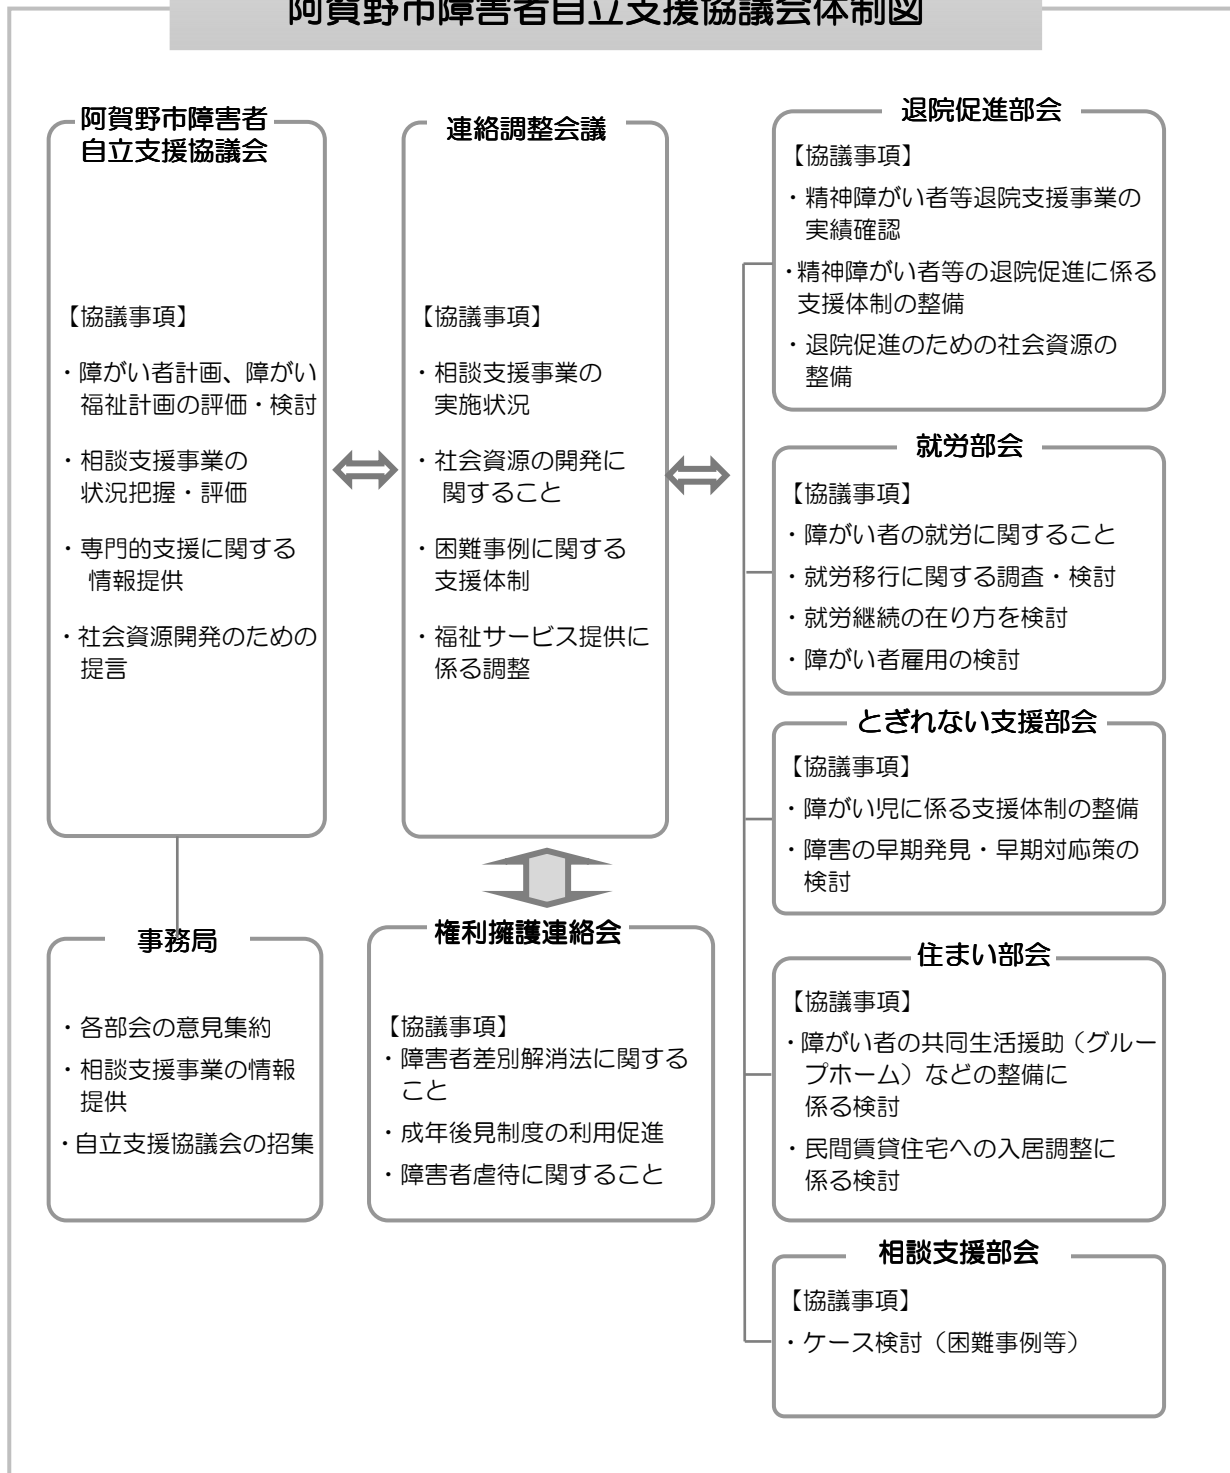 阿賀野市障害者自立支援協議会体制図
阿賀野市障害者
自立支援協議会
【協議事項】
・障がい者計画、障がい
福祉計画の評価・検討
・相談支援事業の
状況把握・評価
・専門的支援に関する
情報提供
・社会資源開発のための
提言
事務局
・各部会の意見集約
・相談支援事業の情報
提供
・自立支援協議会の招集
連絡調整会議
【協議事項】
・相談支援事業の
実施状況
・社会資源の開発に
関すること
・困難事例に関する
支援体制
・福祉サービス提供に
係る調整
権利擁護連絡会
【協議事項】
・障害者差別解消法に関する
こと
・成年後見制度の利用促進
・障害者虐待に関すること
退院促進部会
【協議事項】
・精神障がい者等退院支援事業の
実績確認
・精神障がい者等の退院促進に係る
支援体制の整備
・退院促進のための社会資源の
整備
就労部会
【協議事項】
・障がい者の就労に関すること
・就労移行に関する調査・検討
・就労継続の在り方を検討
・障がい者雇用の検討
とぎれない支援部会
【協議事項】
・障がい児に係る支援体制の整備
・障害の早期発見・早期対応策の
検討
住まい部会
【協議事項】
・障がい者の共同生活援助（グルー
プホーム）などの整備に
係る検討
・民間賃貸住宅への入居調整に
係る検討
相談支援部会
【協議事項】
・ケース検討（困難事例等）